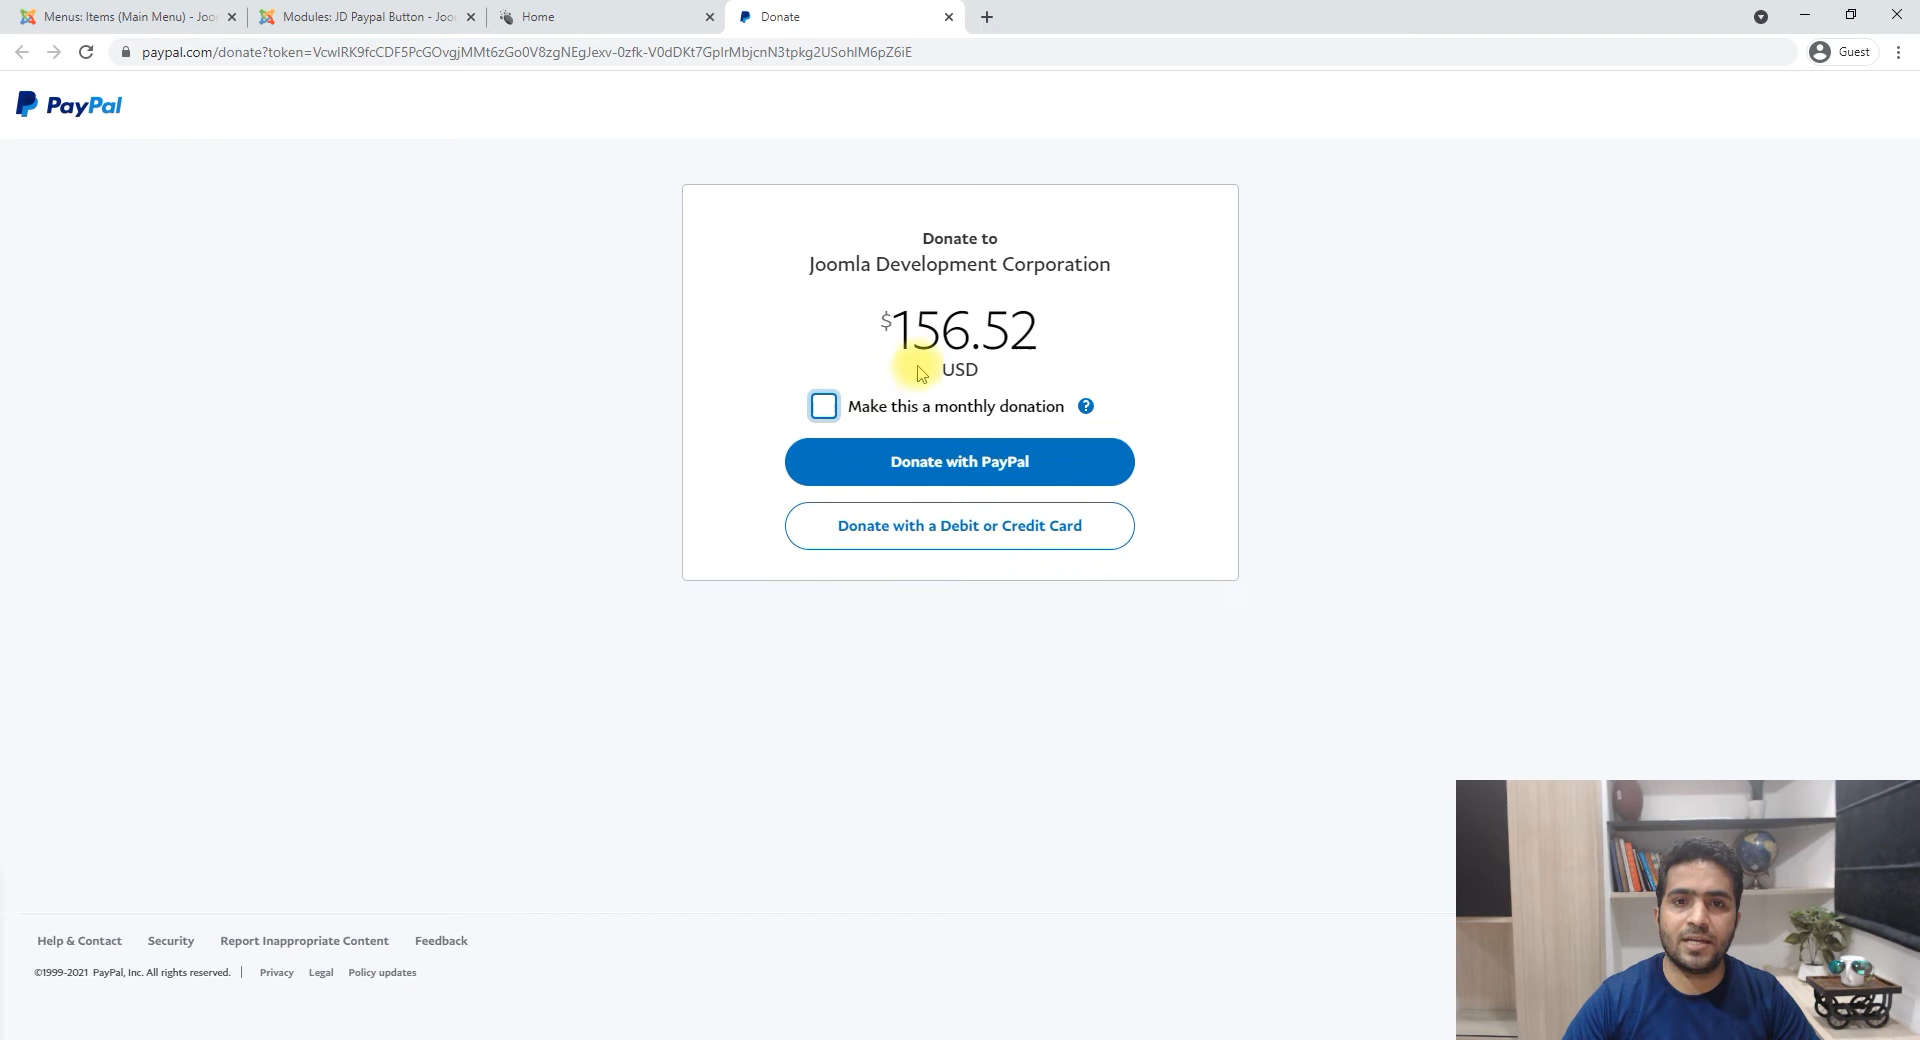 Menus: Items (Main Menu) - Joo
Modules: JD Paypal Button - Joo
Home
Donate
paypal.com/donate?token=VcwIRK9fcCDF5PcGOvgjMMt6zGo0V8zgNEgJexv-0zfk-V0dDKt7GpIrMbjcnN3tpkg2USohIM6pZ6iE
Guest
PayPal
Donate to
Joomla Development Corporation
$156.52
USD
Make this a monthly donation ?
Donate with PayPal
Donate with a Debit or Credit Card
Help & Contact Security Report Inappropriate Content Feedback
©1999-2021 PayPal, Inc. All rights reserved. | Privacy Legal Policy updates